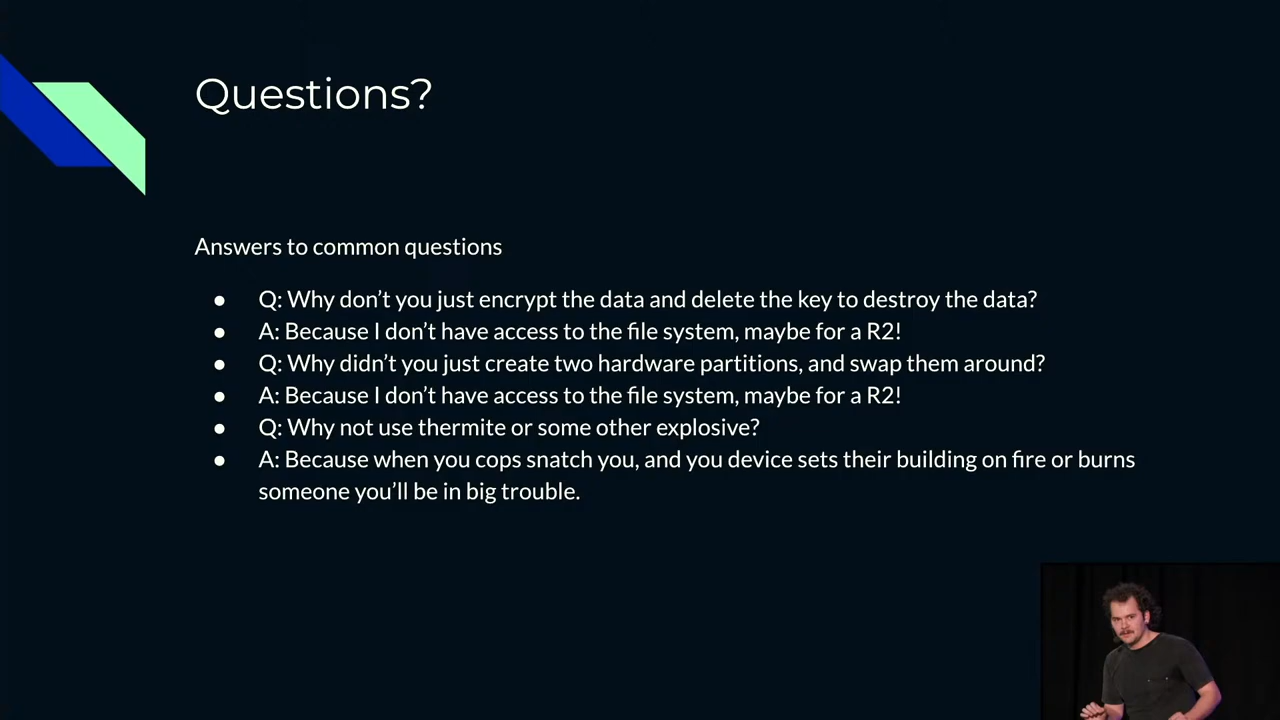 Questions?
Answers to common questions
● Q: Why don’t you just encrypt the data and delete the key to destroy the data?
● A: Because I don’t have access to the file system, maybe for a R2!
● Q: Why didn’t you just create two hardware partitions, and swap them around?
● A: Because I don’t have access to the file system, maybe for a R2!
● Q: Why not use thermite or some other explosive?
● A: Because when you cops snatch you, and you device sets their building on fire or burns
someone you’ll be in big trouble.